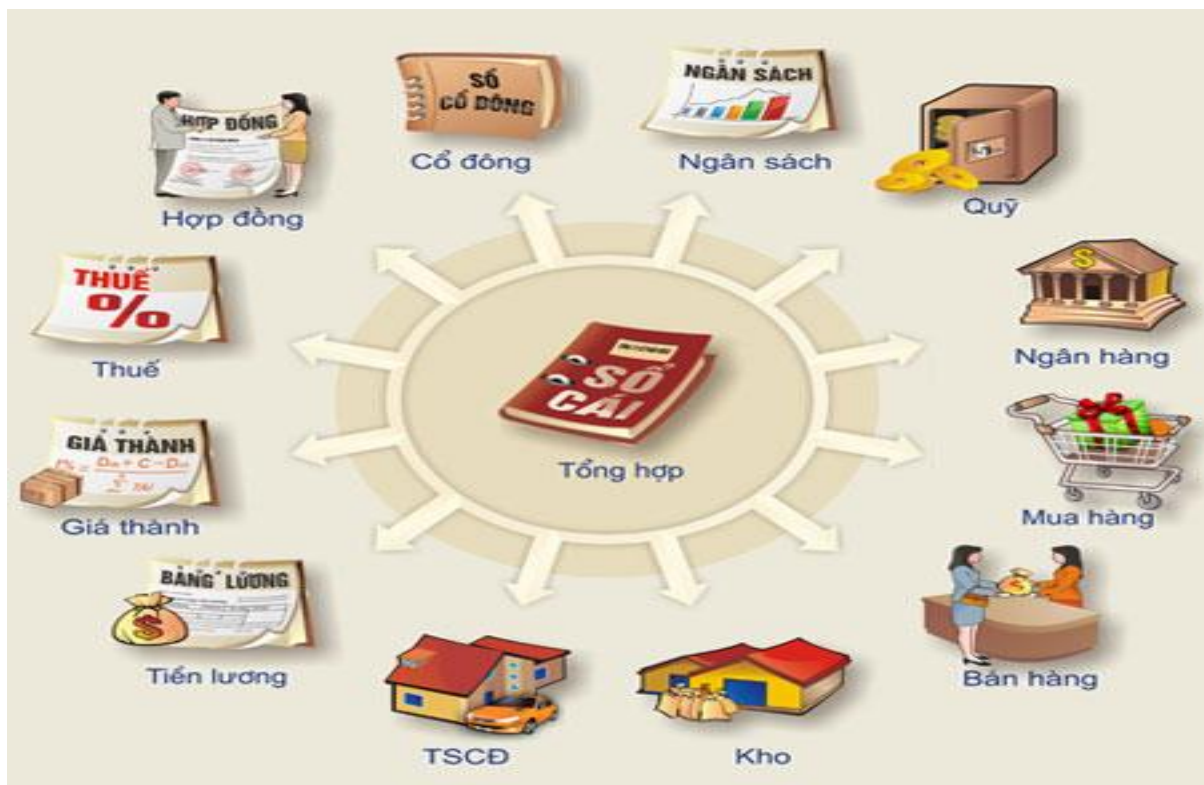 SỔ
CỔ ĐÔNG
Cổ đông
NGÂN SÁCH
Ngân sách
Quỹ
Ngân hàng
Mua hàng
Bán hàng
Kho
TSCĐ
BẢNG LƯƠNG
Tiền lương
GIÁ THÀNH
Giá thành
THUẾ
%
Thuế
HỢP ĐỒNG
Hợp đồng
SỔ
CÁI
Tổng hợp